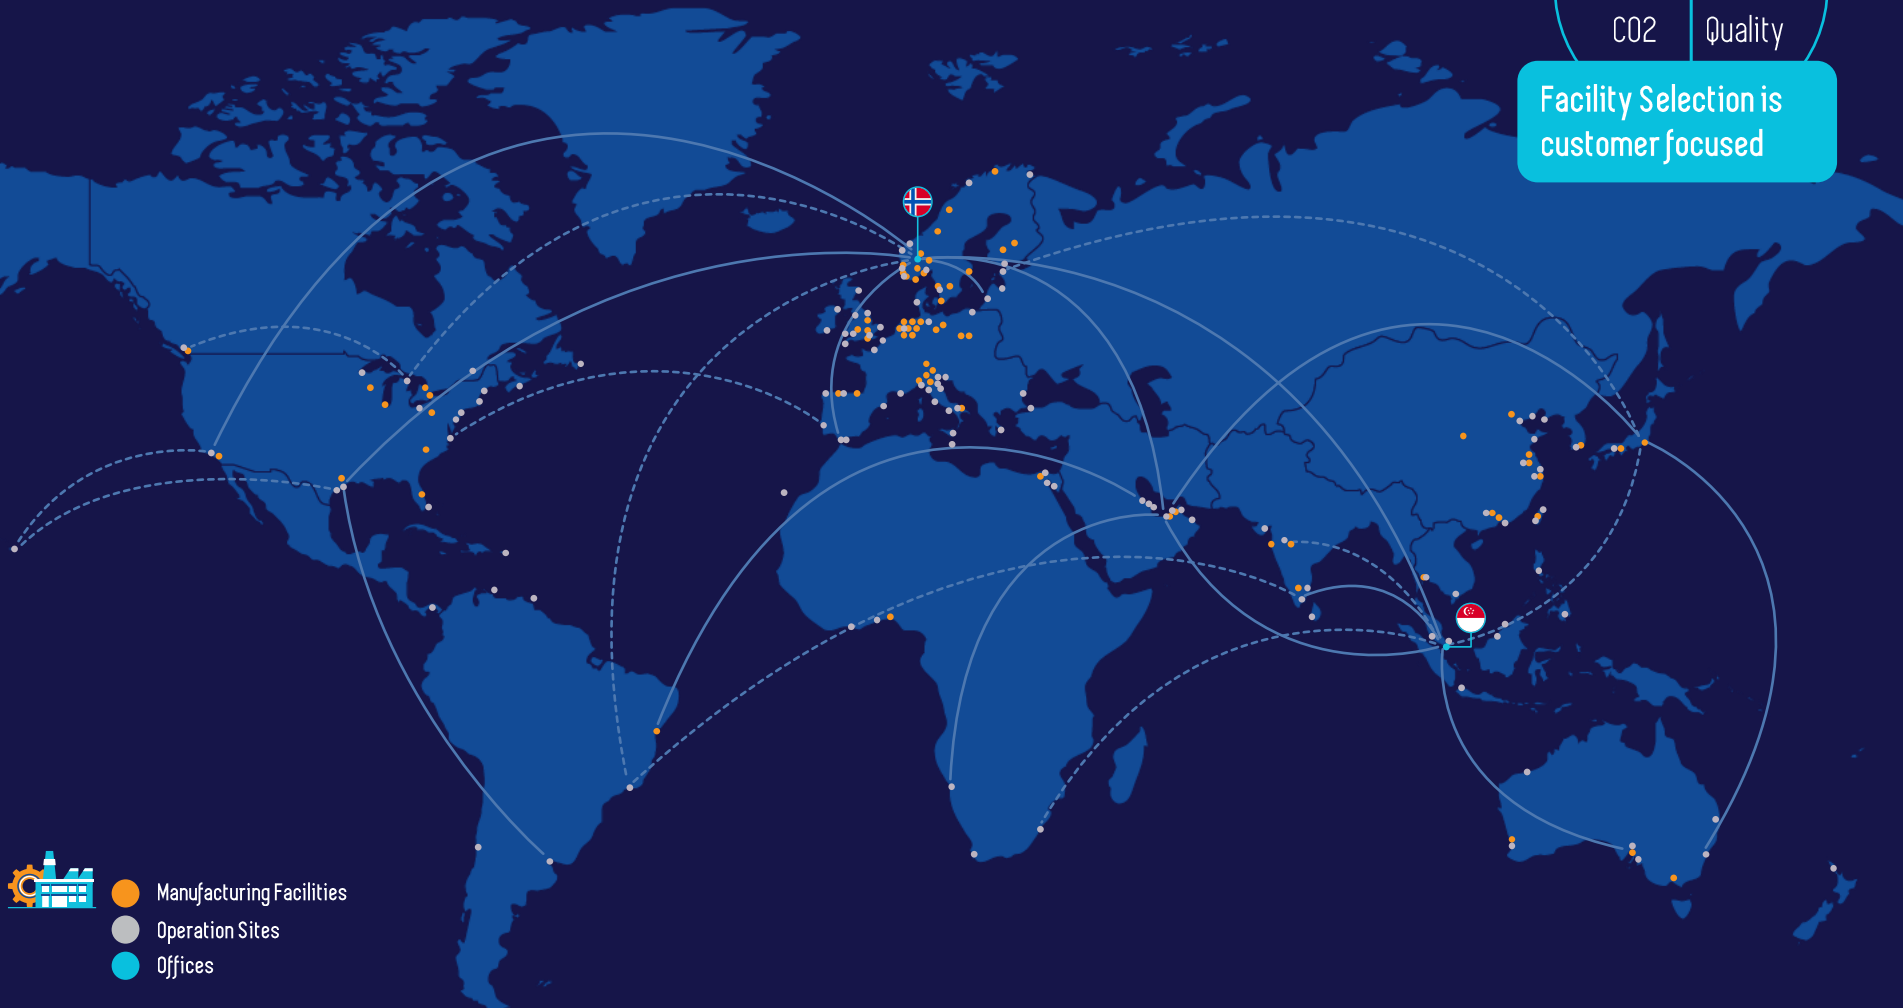 CO2
Quality
Facility Selection is
customer focused
Manufacturing Facilities
Operation Sites
Offices